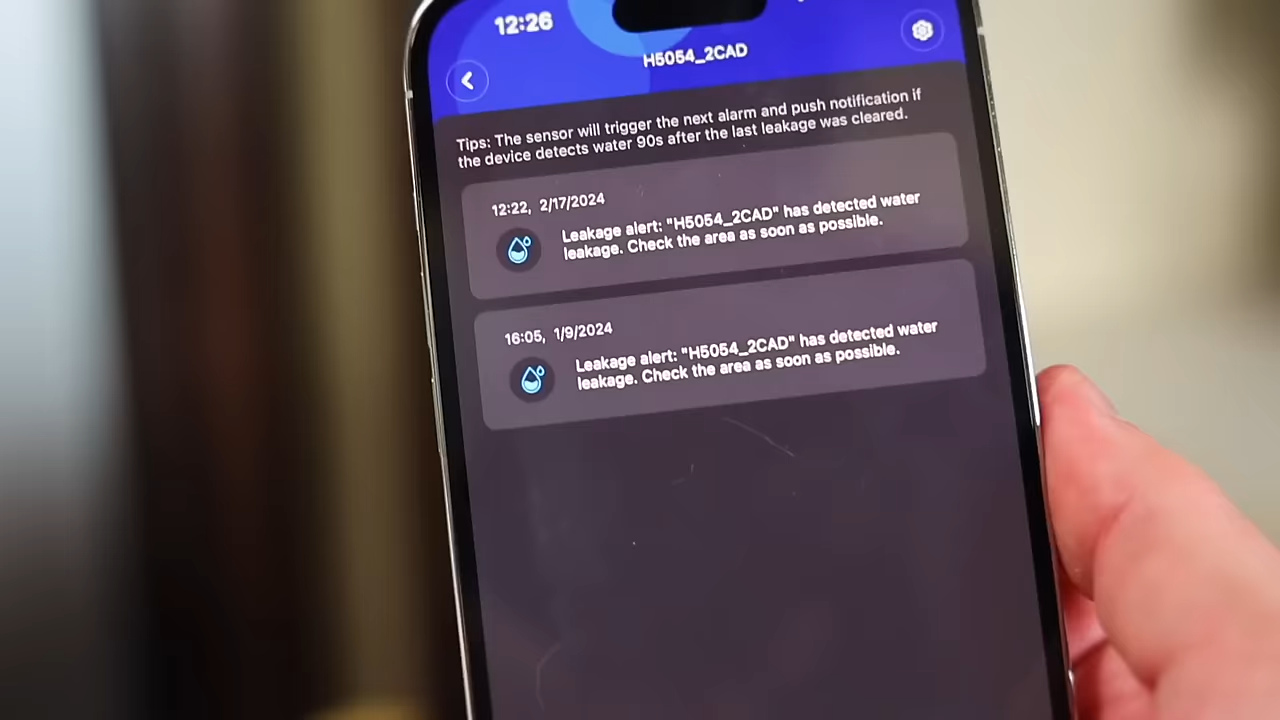 12:26
H5054_2CAD
Tips: The sensor will trigger the next alarm and push notification if
the device detects water 90s after the last leakage was cleared.
12:22, 2/17/2024
Leakage alert: "H5054_2CAD" has detected water
leakage. Check the area as soon as possible.
16:05, 1/9/2024
Leakage alert: "H5054_2CAD" has detected water
leakage. Check the area as soon as possible.